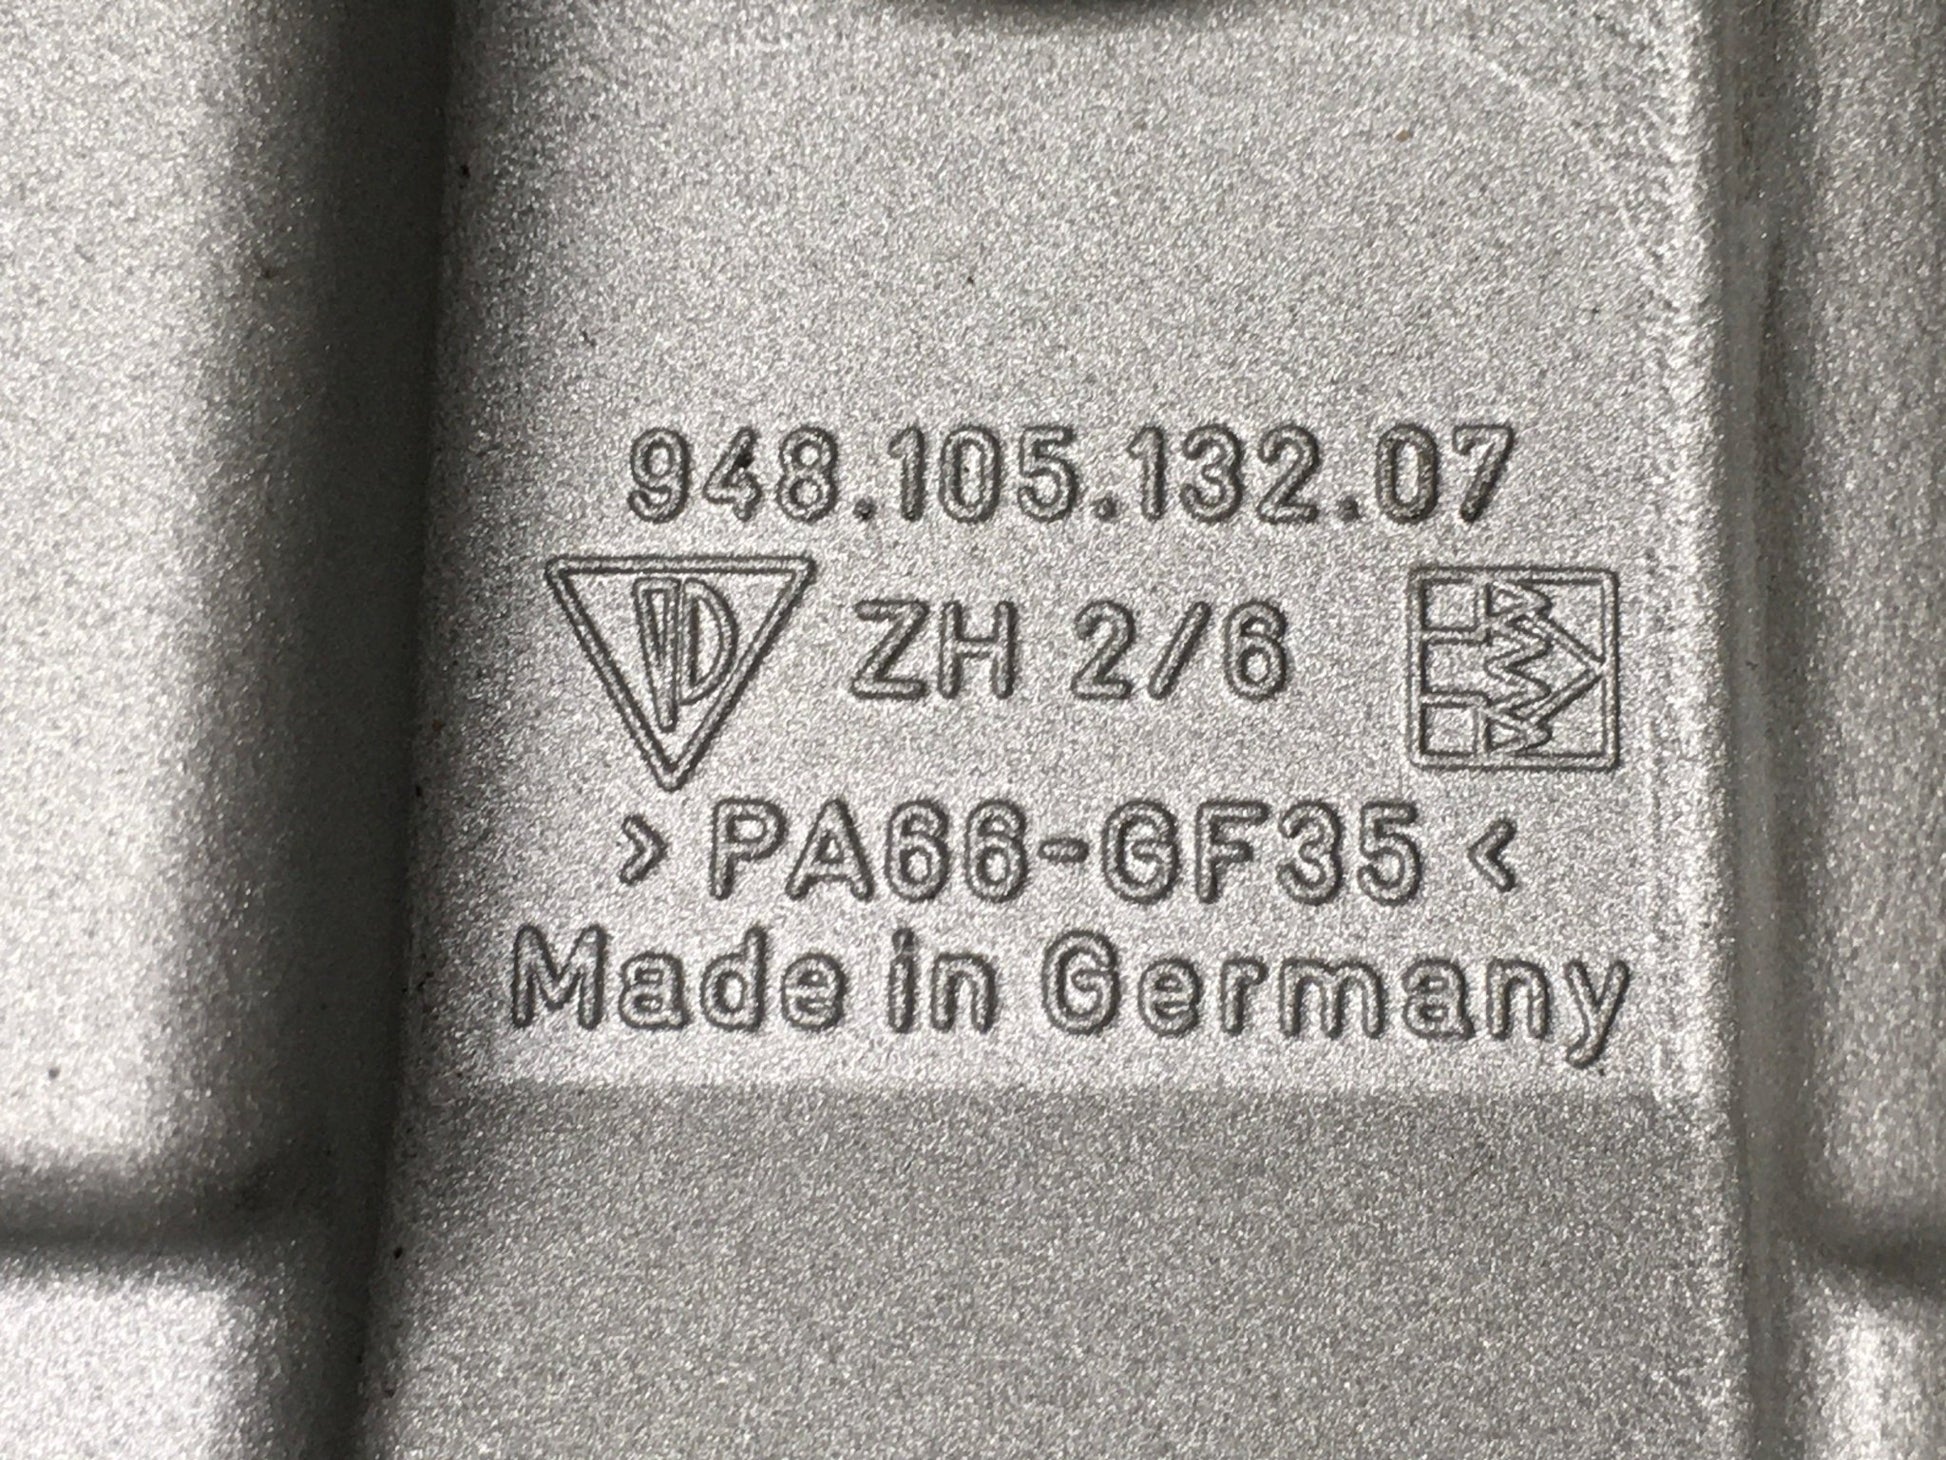 948.105.132.07
ZH 2/6
>PA66-GF35<
Made in Germany